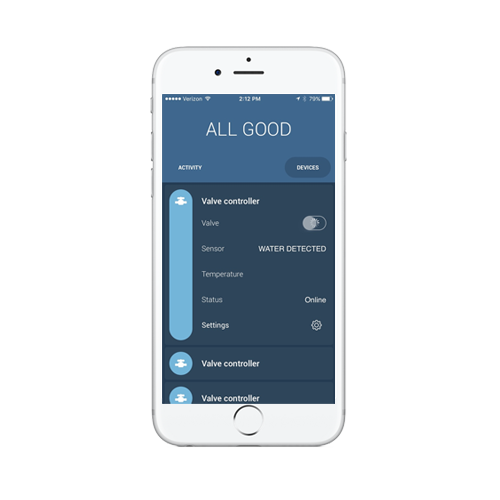 Verizon 2:12 PM 79%
ALL GOOD
ACTIVITY DEVICES
Valve controller
Valve
Sensor WATER DETECTED
Temperature
Status Online
Settings
Valve controller
Valve controller